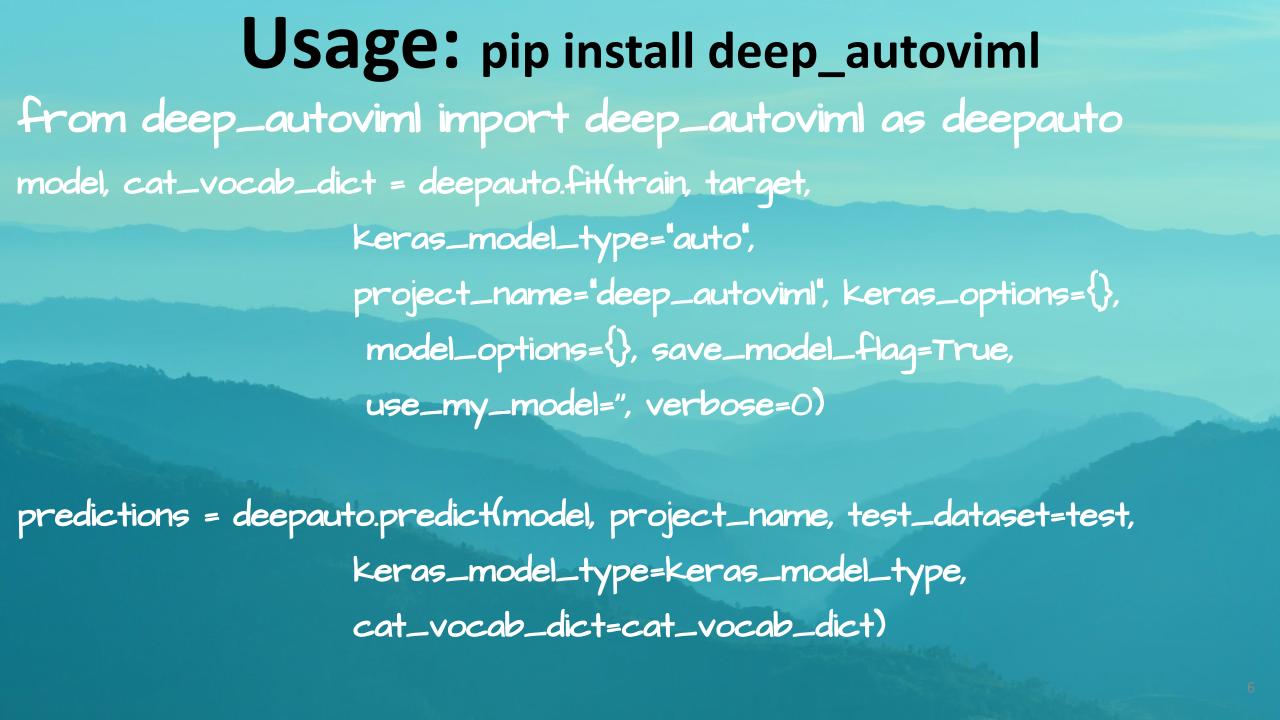 Usage: pip install deep_autoviml
from deep_autoviml import deep_autoviml as deepauto
model, cat_vocab_dict = deepauto.fit(train, target,
keras_model_type="auto",
project_name="deep_autoviml", keras_options={},
model_options={}, save_model_flag=True,
use_my_model='', verbose=0)
predictions = deepauto.predict(model, project_name, test_dataset=test,
keras_model_type=keras_model_type,
cat_vocab_dict=cat_vocab_dict)
6